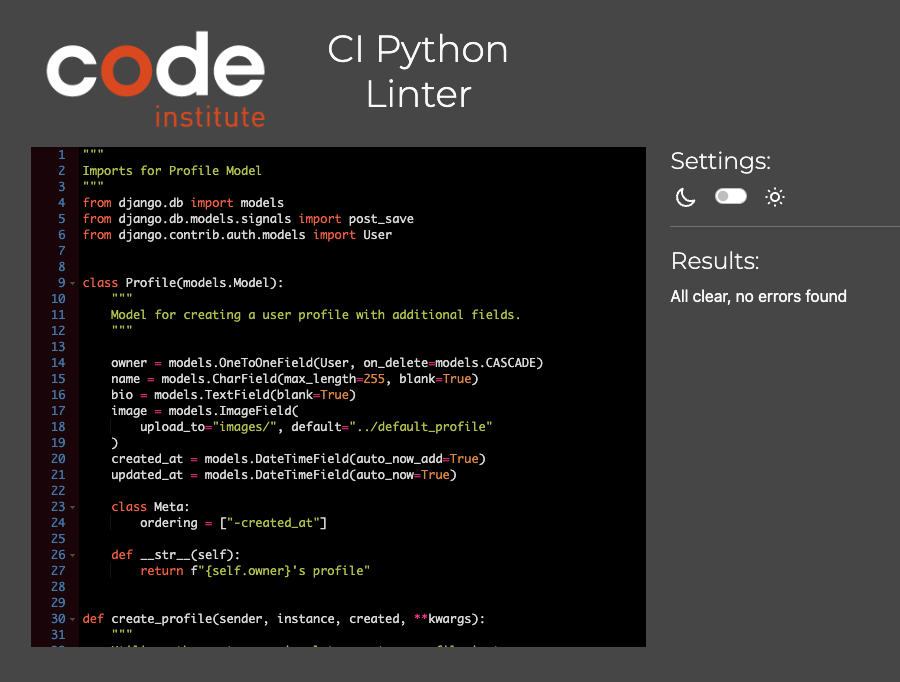 code
institute
CI Python
Linter
1 """
2 Imports for Profile Model
3 """
4 from django.db import models
5 from django.db.models.signals import post_save
6 from django.contrib.auth.models import User
7
8
9 class Profile(models.Model):
10     """
11     Model for creating a user profile with additional fields.
12     """
13
14     owner = models.OneToOneField(User, on_delete=models.CASCADE)
15     name = models.CharField(max_length=255, blank=True)
16     bio = models.TextField(blank=True)
17     image = models.ImageField(
18         upload_to="images/", default="../default_profile"
19     )
20     created_at = models.DateTimeField(auto_now_add=True)
21     updated_at = models.DateTimeField(auto_now=True)
22
23     class Meta:
24         ordering = ["-created_at"]
25
26     def __str__(self):
27         return f"{self.owner}'s profile"
28
29
30 def create_profile(sender, instance, created, **kwargs):
31     """
Settings:
Results:
All clear, no errors found